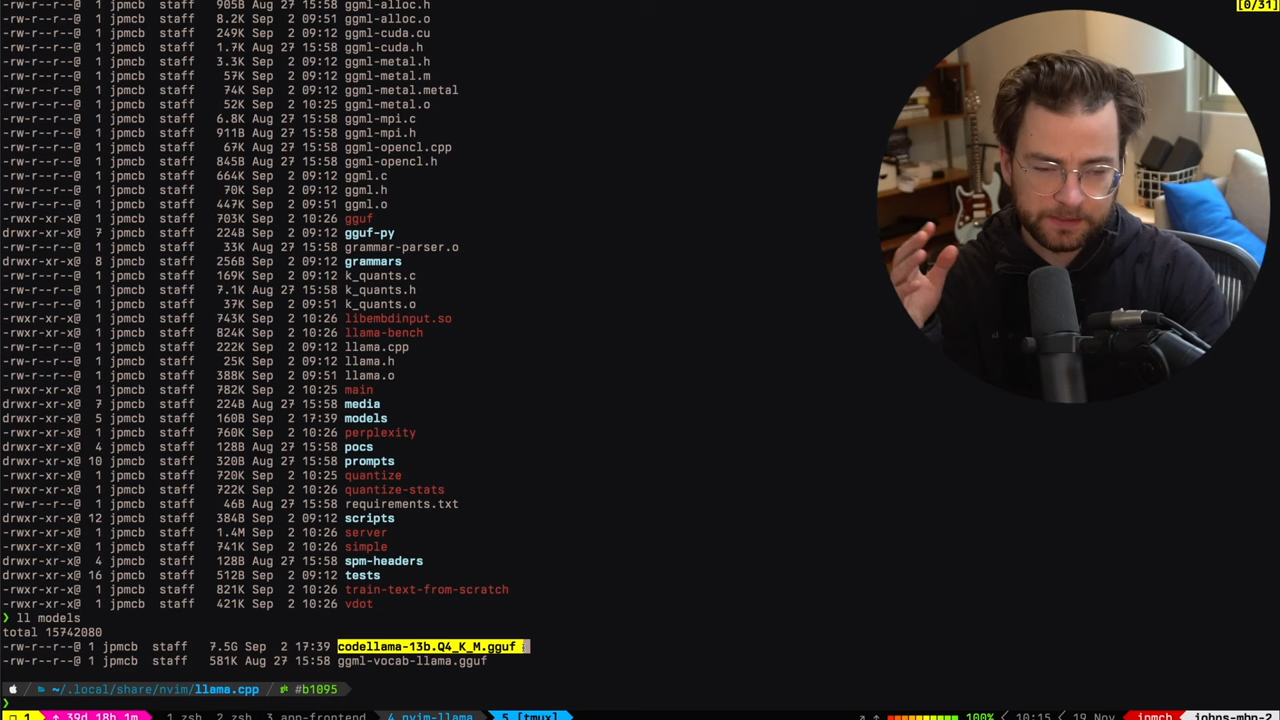 [0/31]
-rw-r--r--@ 1 jpmcb staff 905B Aug 27 15:58 ggml-alloc.h
-rw-r--r--@ 1 jpmcb staff 8.2K Sep 2 09:51 ggml-alloc.o
-rw-r--r--@ 1 jpmcb staff 249K Sep 2 09:12 ggml-cuda.cu
-rw-r--r--@ 1 jpmcb staff 1.7K Aug 27 15:58 ggml-cuda.h
-rw-r--r--@ 1 jpmcb staff 3.3K Sep 2 09:12 ggml-metal.h
-rw-r--r--@ 1 jpmcb staff 57K Sep 2 09:12 ggml-metal.m
-rw-r--r--@ 1 jpmcb staff 74K Sep 2 09:12 ggml-metal.metal
-rw-r--r--@ 1 jpmcb staff 52K Sep 2 10:25 ggml-metal.o
-rw-r--r--@ 1 jpmcb staff 6.8K Aug 27 15:58 ggml-mpi.c
-rw-r--r--@ 1 jpmcb staff 911B Aug 27 15:58 ggml-mpi.h
-rw-r--r--@ 1 jpmcb staff 67K Sep 2 09:12 ggml-opencl.cpp
-rw-r--r--@ 1 jpmcb staff 845B Aug 27 15:58 ggml-opencl.h
-rw-r--r--@ 1 jpmcb staff 664K Sep 2 09:12 ggml.c
-rw-r--r--@ 1 jpmcb staff 70K Sep 2 09:12 ggml.h
-rw-r--r--@ 1 jpmcb staff 447K Sep 2 09:51 ggml.o
-rwxr-xr-x@ 1 jpmcb staff 703K Sep 2 10:26 gguf
drwxr-xr-x@ 7 jpmcb staff 224B Sep 2 09:12 gguf-py
-rw-r--r--@ 1 jpmcb staff 33K Aug 27 15:58 grammar-parser.o
drwxr-xr-x@ 8 jpmcb staff 256B Sep 2 09:12 grammars
-rw-r--r--@ 1 jpmcb staff 169K Sep 2 09:12 k_quants.c
-rw-r--r--@ 1 jpmcb staff 7.1K Aug 27 15:58 k_quants.h
-rw-r--r--@ 1 jpmcb staff 37K Sep 2 09:51 k_quants.o
-rwxr-xr-x@ 1 jpmcb staff 743K Sep 2 10:26 libembdinput.so
-rwxr-xr-x@ 1 jpmcb staff 824K Sep 2 10:26 llama-bench
-rw-r--r--@ 1 jpmcb staff 222K Sep 2 09:12 llama.cpp
-rw-r--r--@ 1 jpmcb staff 25K Sep 2 09:12 llama.h
-rw-r--r--@ 1 jpmcb staff 388K Sep 2 09:51 llama.o
-rwxr-xr-x@ 1 jpmcb staff 782K Sep 2 10:25 main
drwxr-xr-x@ 7 jpmcb staff 224B Aug 27 15:58 media
drwxr-xr-x@ 5 jpmcb staff 160B Sep 2 17:39 models
-rwxr-xr-x@ 1 jpmcb staff 760K Sep 2 10:26 perplexity
drwxr-xr-x@ 4 jpmcb staff 128B Aug 27 15:58 pocs
drwxr-xr-x@ 10 jpmcb staff 320B Aug 27 15:58 prompts
-rwxr-xr-x@ 1 jpmcb staff 720K Sep 2 10:25 quantize
-rwxr-xr-x@ 1 jpmcb staff 722K Sep 2 10:26 quantize-stats
-rw-r--r--@ 1 jpmcb staff 46B Aug 27 15:58 requirements.txt
drwxr-xr-x@ 12 jpmcb staff 384B Sep 2 09:12 scripts
-rwxr-xr-x@ 1 jpmcb staff 1.4M Sep 2 10:26 server
-rwxr-xr-x@ 1 jpmcb staff 741K Sep 2 10:26 simple
drwxr-xr-x@ 4 jpmcb staff 128B Aug 27 15:58 spm-headers
drwxr-xr-x@ 16 jpmcb staff 512B Sep 2 09:12 tests
-rwxr-xr-x@ 1 jpmcb staff 821K Sep 2 10:26 train-text-from-scratch
-rwxr-xr-x@ 1 jpmcb staff 421K Sep 2 10:26 vdot
❯ ll models
total 15742080
-rw-r--r--@ 1 jpmcb staff 7.5G Sep 2 17:39 codellama-13b.Q4_K_M.gguf
-rw-r--r--@ 1 jpmcb staff 581K Aug 27 15:58 ggml-vocab-llama.gguf
~/.local/share/nvim/llama.cpp #b1095
❯
1 ↑ 39d 18h 1m 1 zsh 2 zsh 3 app-frontend 4 nvim-llama 5 [tmux] 100% 10:15 19 Nov jpmcb johns-mbp-2